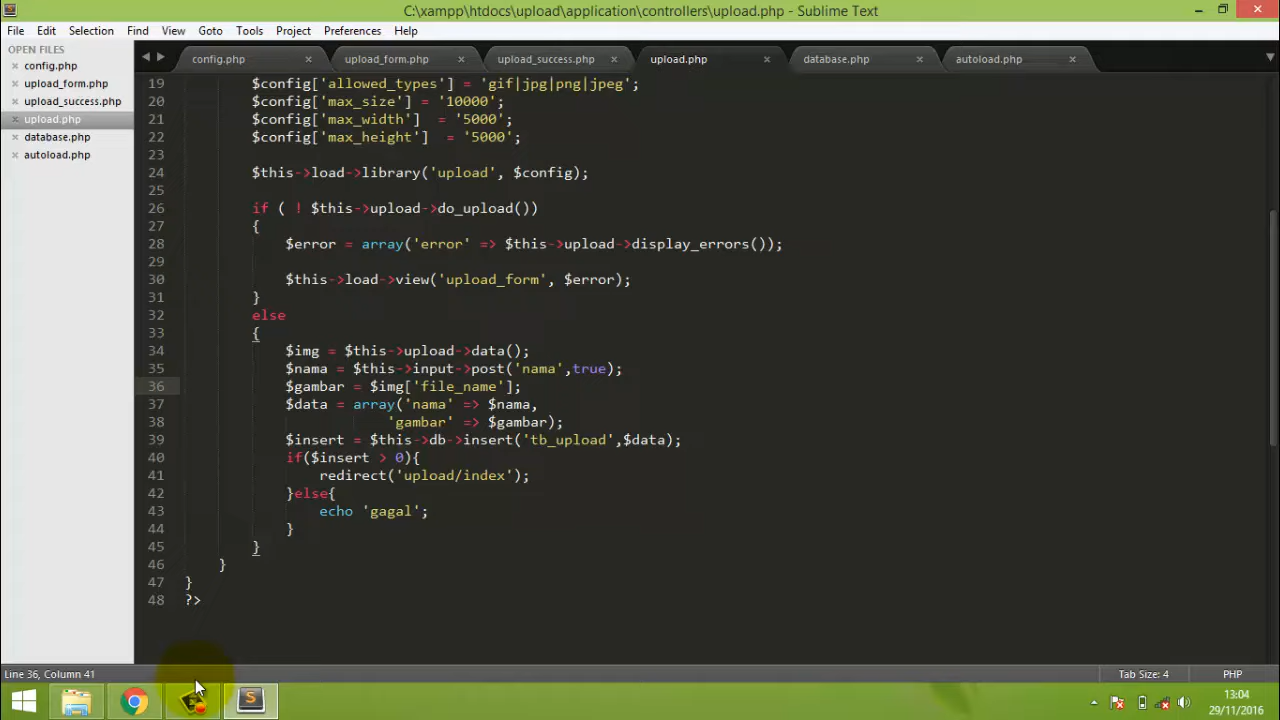 C:\xampp\htdocs\upload\application\controllers\upload.php - Sublime Text
File Edit Selection Find View Goto Tools Project Preferences Help
OPEN FILES
config.php
upload_form.php
upload_success.php
upload.php
database.php
autoload.php
config.php upload_form.php upload_success.php upload.php database.php autoload.php
19 $config['allowed_types'] = 'gif|jpg|png|jpeg';
20 $config['max_size'] = '10000';
21 $config['max_width']  = '5000';
22 $config['max_height']  = '5000';
23
24 $this->load->library('upload', $config);
25
26 if ( ! $this->upload->do_upload())
27 {
28 $error = array('error' => $this->upload->display_errors());
29
30 $this->load->view('upload_form', $error);
31 }
32 else
33 {
34 $img = $this->upload->data();
35 $nama = $this->input->post('nama',true);
36 $gambar = $img['file_name'];
37 $data = array('nama' => $nama,
38 'gambar' => $gambar);
39 $insert = $this->db->insert('tb_upload',$data);
40 if($insert > 0){
41 redirect('upload/index');
42 }else{
43 echo 'gagal';
44 }
45 }
46 }
47 }
48 ?>
Line 36, Column 41
Tab Size: 4
PHP
13:04
29/11/2016